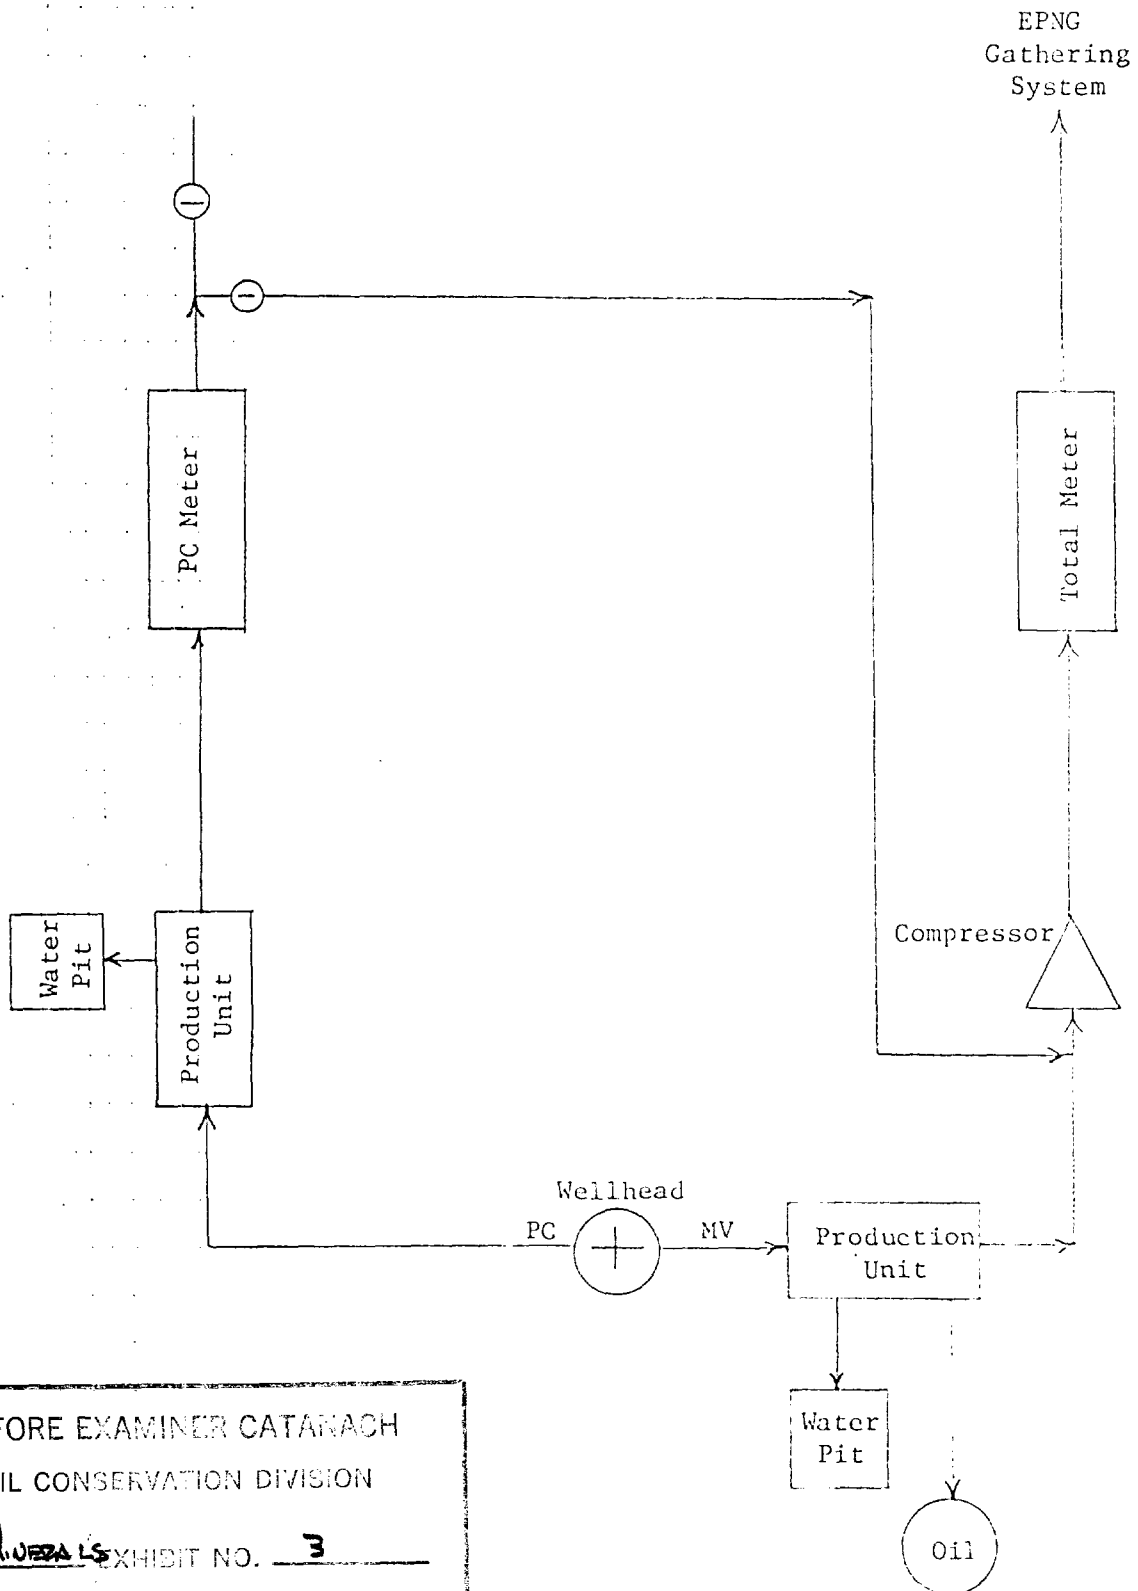 EPNG
Gathering
System
PC Meter
Total Meter
Compressor
Water
Pit
Production
Unit
Wellhead
PC
MV
Production
Unit
Water
Pit
Oil
FORE EXAMINER CATANACH
IL CONSERVATION DIVISION
EXHIBIT NO. 3